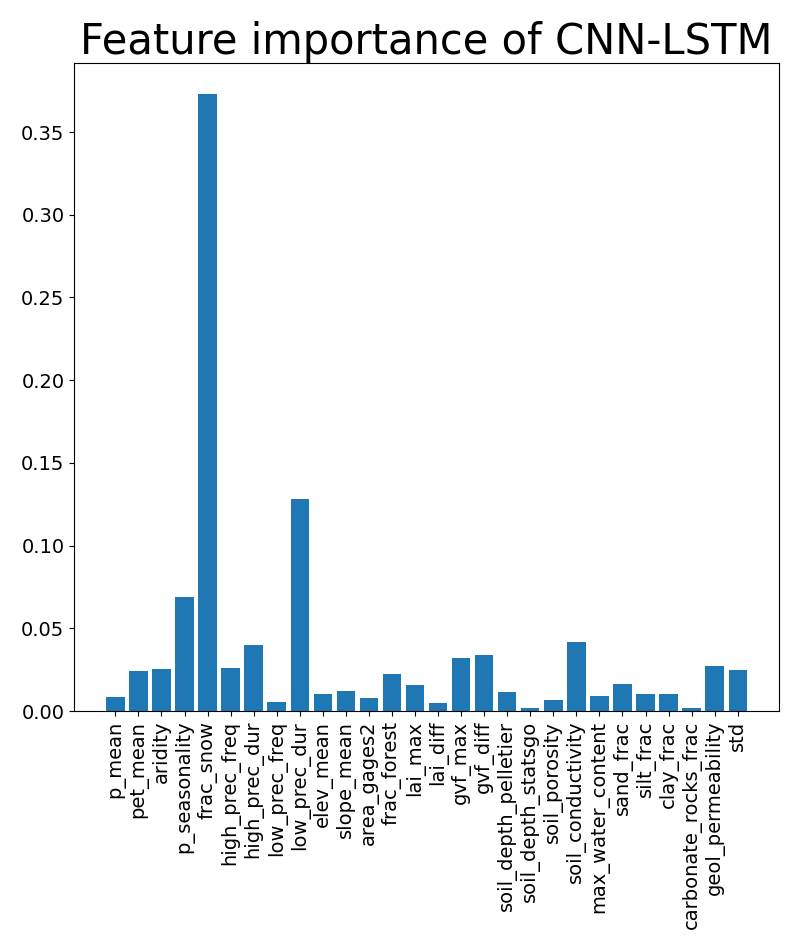 Feature importance of CNN-LSTM
0.35
0.30
0.25
0.20
0.15
0.10
0.05
0.00
p_mean
pet_mean
aridity
p_seasonality
frac_snow
high_prec_freq
high_prec_dur
low_prec_freq
low_prec_dur
elev_mean
slope_mean
area_gages2
frac_forest
lai_max
lai_diff
gvf_max
gvf_diff
soil_depth_pelletier
soil_depth_statsgo
soil_porosity
soil_conductivity
max_water_content
sand_frac
silt_frac
clay_frac
carbonate_rocks_frac
geol_permeability
std